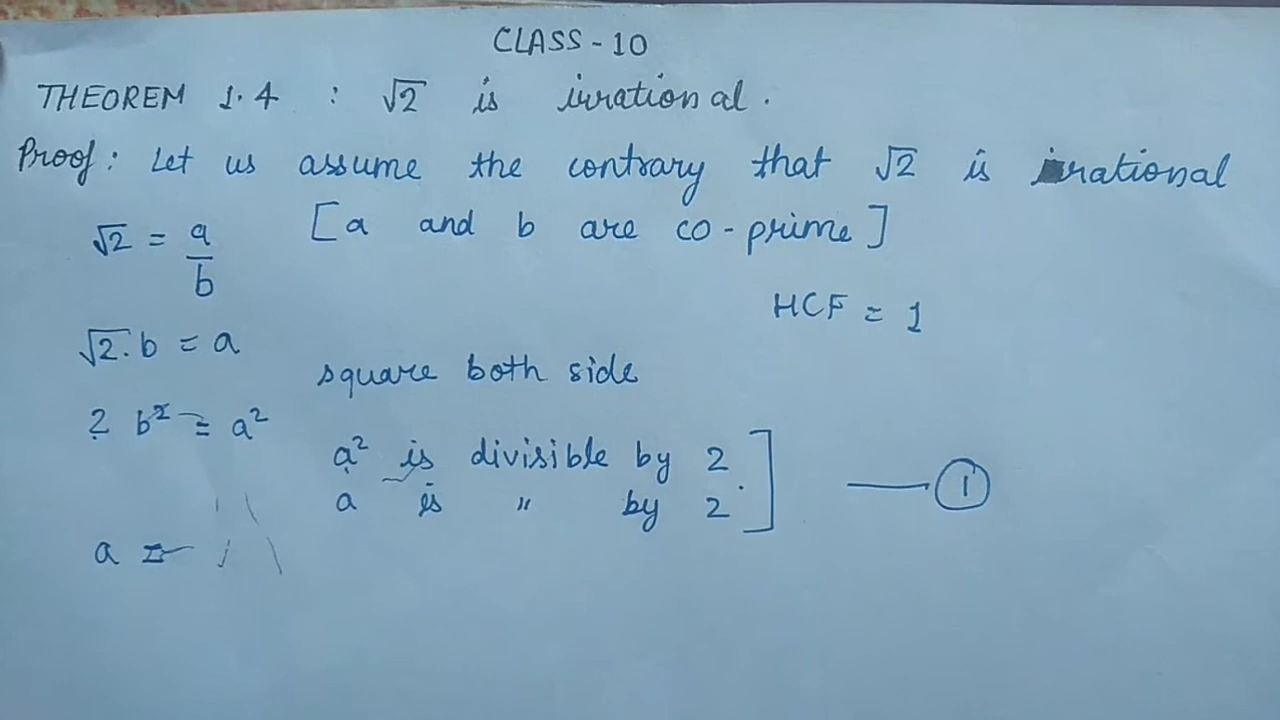 CLASS - 10
THEOREM 1.4 : √2 is irrational.
Proof: Let us assume the contrary that √2 is rational
√2 = a/b [a and b are co-prime]
HCF = 1
√2.b = a
square both side
2 b² = a²
a² is divisible by 2
a is " by 2.
1
a =